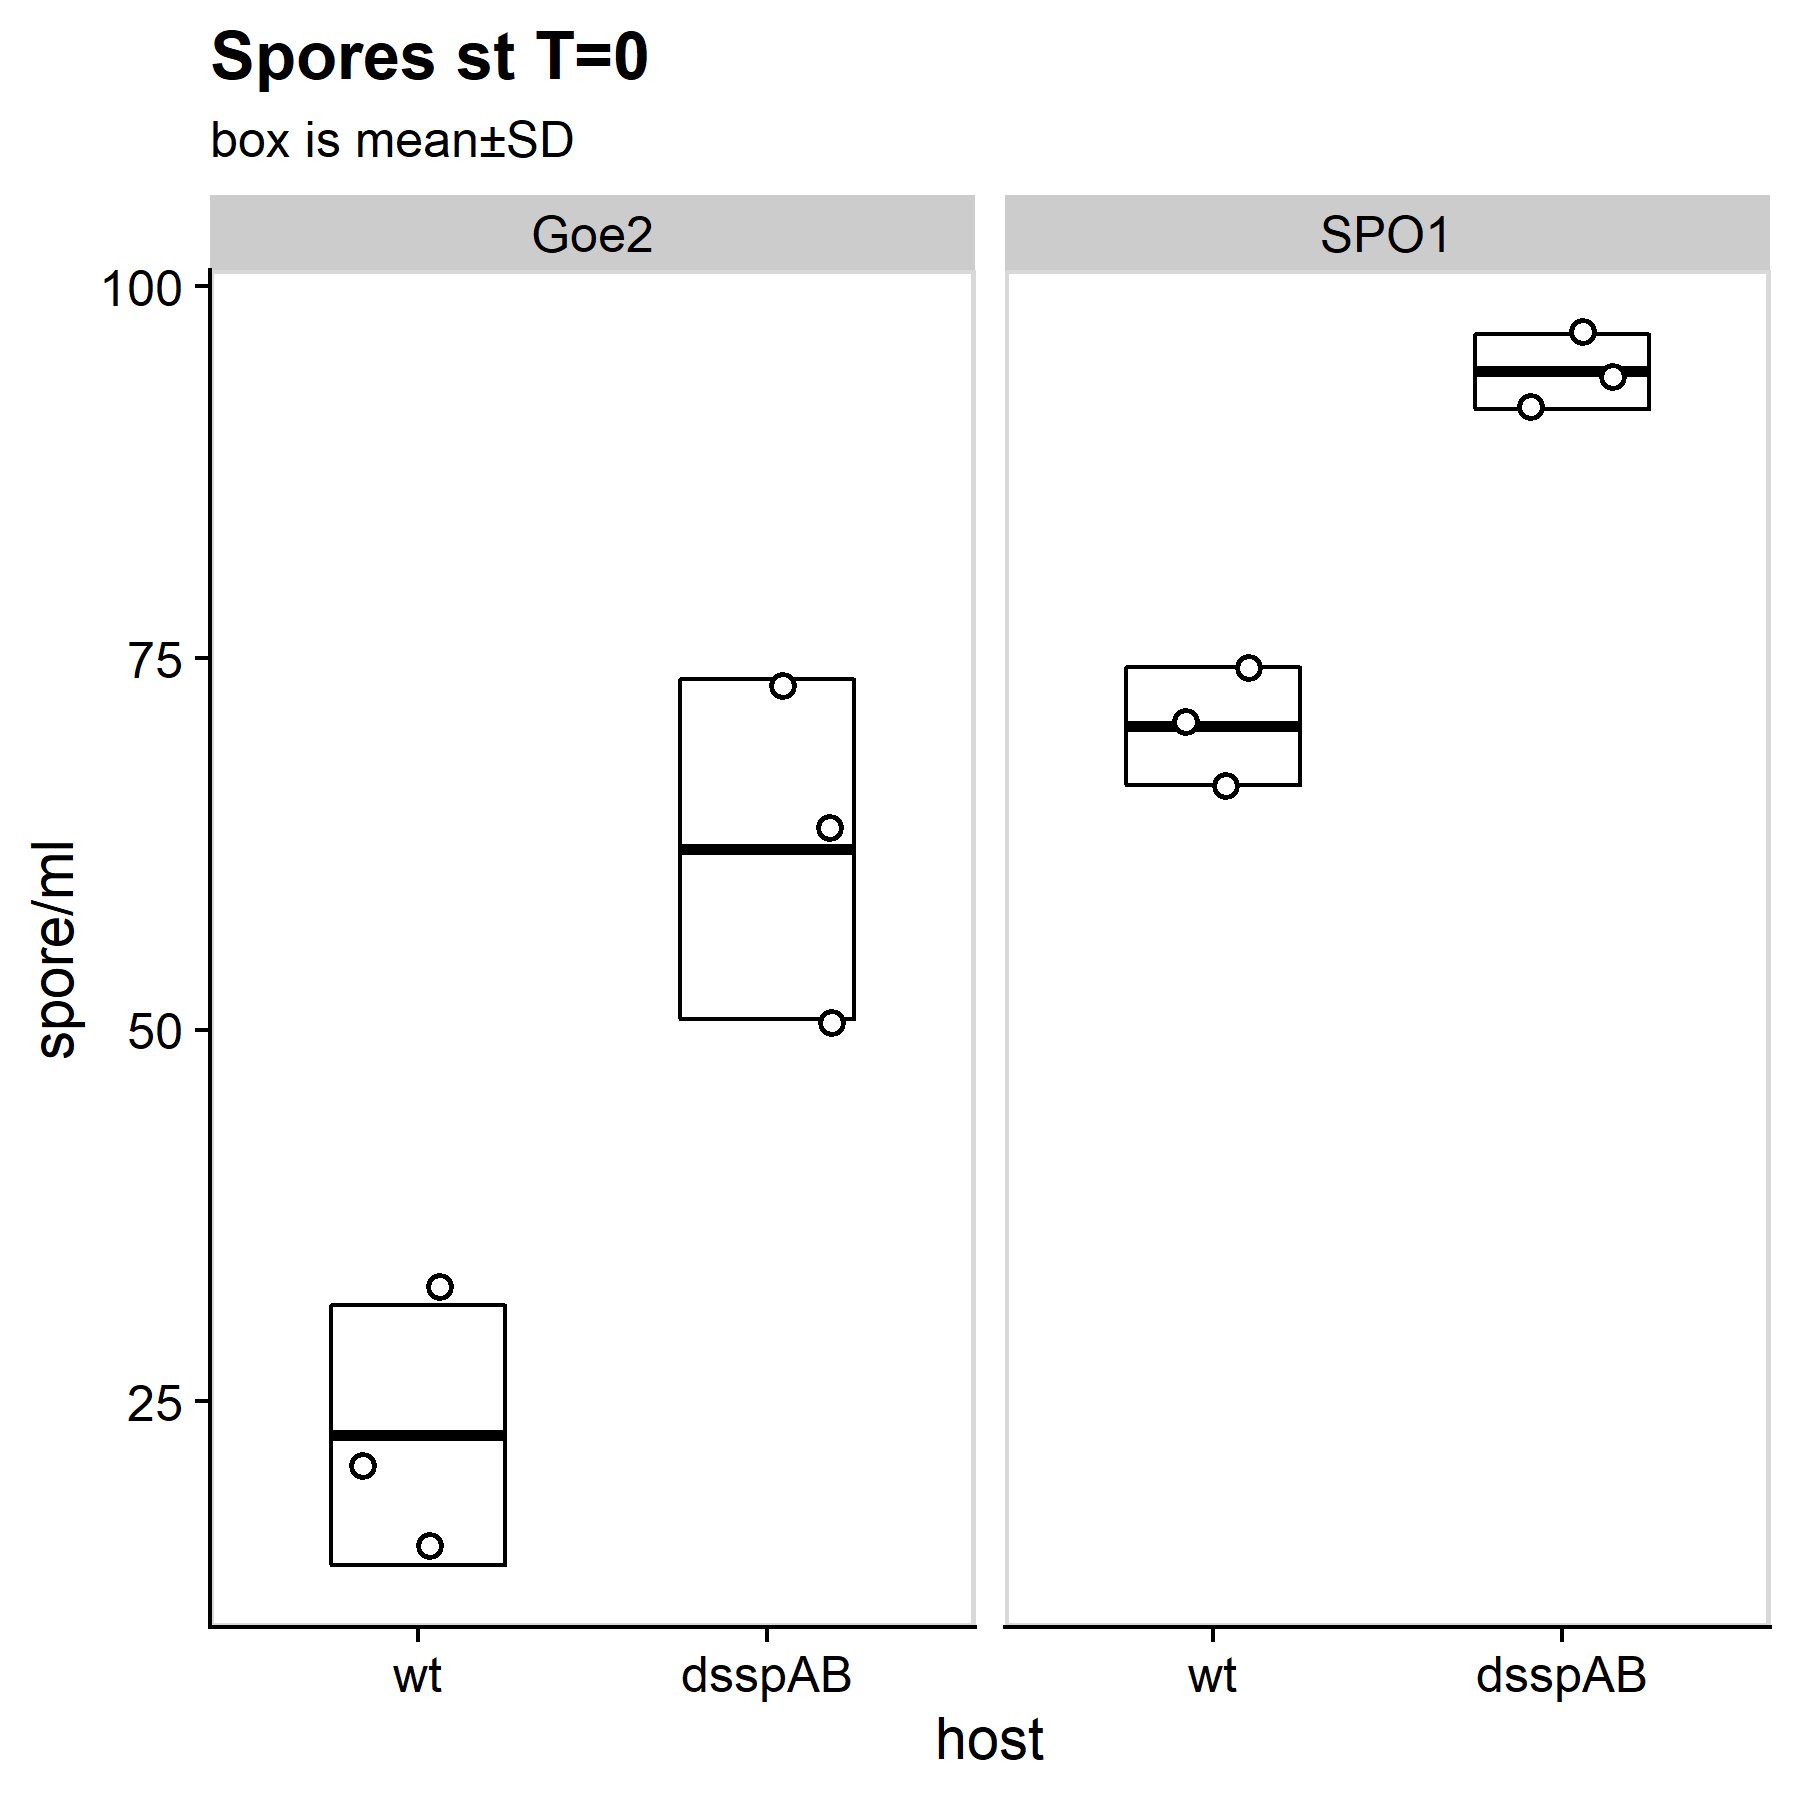 Spores st T=0
box is mean±SD
Goe2
SPO1
100
75
50
25
spore/ml
wt
dsspAB
wt
dsspAB
host